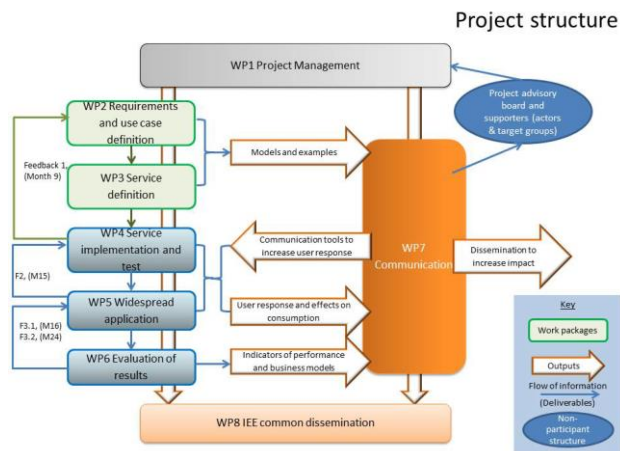 Project structure
WP1 Project Management
Project advisory
board and
supporters (actors
& target groups)
WP2 Requirements
and use case
definition
Feedback 1,
(Month 9)
Models and examples
WP3 Service
definition
WP4 Service
implementation and
test
Communication tools to
increase user response
WP7
Communication
Dissemination to
increase impact
F2, (M15)
WP5 Widespread
application
User response and effects on
consumption
F3.1, (M16)
F3.2, (M24)
WP6 Evaluation of
results
Indicators of performance
and business models
WP8 IEE common dissemination
Key
Work packages
Outputs
Flow of information
(Deliverables)
Non-
participant
structure